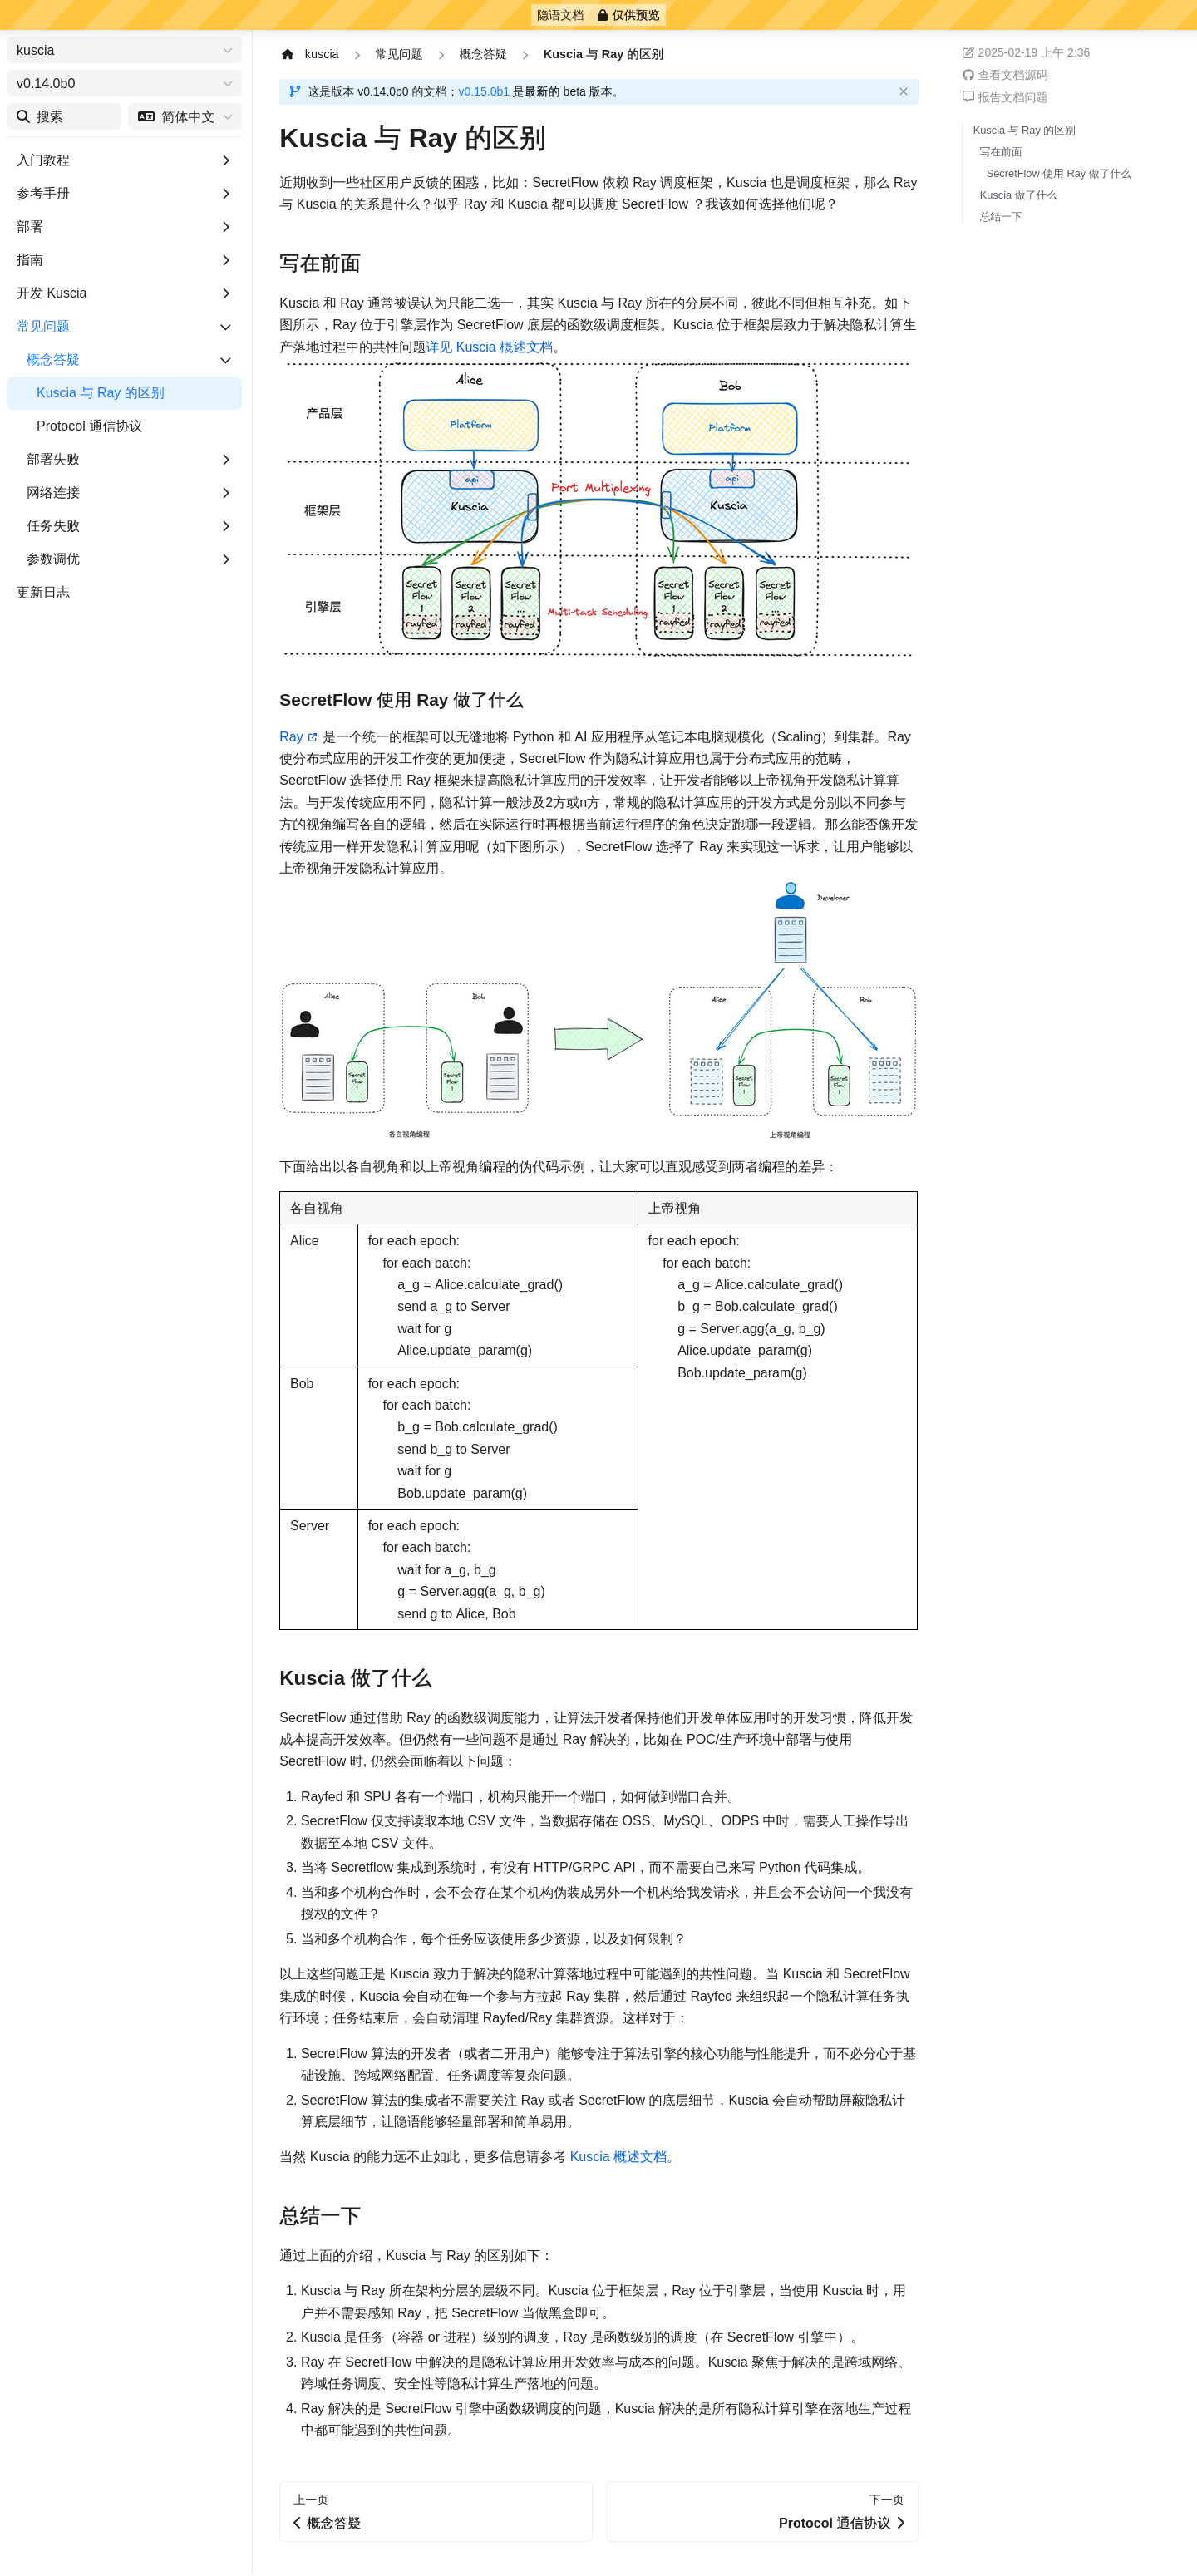 隐语文档 仅供预览
kuscia
v0.14.0b0
搜索
简体中文
入门教程
参考手册
部署
指南
开发 Kuscia
常见问题
概念答疑
Kuscia 与 Ray 的区别
Protocol 通信协议
部署失败
网络连接
任务失败
参数调优
更新日志
kuscia
常见问题
概念答疑
Kuscia 与 Ray 的区别
这是版本 v0.14.0b0 的文档；v0.15.0b1 是最新的 beta 版本。
Kuscia 与 Ray 的区别
近期收到一些社区用户反馈的困惑，比如：SecretFlow 依赖 Ray 调度框架，Kuscia 也是调度框架，那么 Ray
与 Kuscia 的关系是什么？似乎 Ray 和 Kuscia 都可以调度 SecretFlow ？我该如何选择他们呢？
写在前面
Kuscia 和 Ray 通常被误认为只能二选一，其实 Kuscia 与 Ray 所在的分层不同，彼此不同但相互补充。如下
图所示，Ray 位于引擎层作为 SecretFlow 底层的函数级调度框架。Kuscia 位于框架层致力于解决隐私计算生
产落地过程中的共性问题详见 Kuscia 概述文档。
Alice
Bob
产品层
Platform
Platform
api
api
Port Multiplexing
框架层
Kuscia
Kuscia
引擎层
Secret
Flow
1
rayfed
Secret
Flow
2
rayfed
Secret
Flow
...
rayfed
Multi-task Scheduling
Secret
Flow
1
rayfed
Secret
Flow
2
rayfed
Secret
Flow
...
rayfed
SecretFlow 使用 Ray 做了什么
Ray 是一个统一的框架可以无缝地将 Python 和 AI 应用程序从笔记本电脑规模化（Scaling）到集群。Ray
使分布式应用的开发工作变的更加便捷，SecretFlow 作为隐私计算应用也属于分布式应用的范畴，
SecretFlow 选择使用 Ray 框架来提高隐私计算应用的开发效率，让开发者能够以上帝视角开发隐私计算算
法。与开发传统应用不同，隐私计算一般涉及2方或n方，常规的隐私计算应用的开发方式是分别以不同参与
方的视角编写各自的逻辑，然后在实际运行时再根据当前运行程序的角色决定跑哪一段逻辑。那么能否像开发
传统应用一样开发隐私计算应用呢（如下图所示），SecretFlow 选择了 Ray 来实现这一诉求，让用户能够以
上帝视角开发隐私计算应用。
Developer
Alice
Bob
Alice
Bob
Secret
Flow
1
Secret
Flow
1
Secret
Flow
1
Secret
Flow
1
各自视角编程
上帝视角编程
下面给出以各自视角和以上帝视角编程的伪代码示例，让大家可以直观感受到两者编程的差异：
各自视角
上帝视角
Alice
for each epoch:
for each batch:
a_g = Alice.calculate_grad()
send a_g to Server
wait for g
Alice.update_param(g)
for each epoch:
for each batch:
a_g = Alice.calculate_grad()
b_g = Bob.calculate_grad()
g = Server.agg(a_g, b_g)
Alice.update_param(g)
Bob.update_param(g)
Bob
for each epoch:
for each batch:
b_g = Bob.calculate_grad()
send b_g to Server
wait for g
Bob.update_param(g)
Server
for each epoch:
for each batch:
wait for a_g, b_g
g = Server.agg(a_g, b_g)
send g to Alice, Bob
Kuscia 做了什么
SecretFlow 通过借助 Ray 的函数级调度能力，让算法开发者保持他们开发单体应用时的开发习惯，降低开发
成本提高开发效率。但仍然有一些问题不是通过 Ray 解决的，比如在 POC/生产环境中部署与使用
SecretFlow 时, 仍然会面临着以下问题：
1. Rayfed 和 SPU 各有一个端口，机构只能开一个端口，如何做到端口合并。
2. SecretFlow 仅支持读取本地 CSV 文件，当数据存储在 OSS、MySQL、ODPS 中时，需要人工操作导出
数据至本地 CSV 文件。
3. 当将 Secretflow 集成到系统时，有没有 HTTP/GRPC API，而不需要自己来写 Python 代码集成。
4. 当和多个机构合作时，会不会存在某个机构伪装成另外一个机构给我发请求，并且会不会访问一个我没有
授权的文件？
5. 当和多个机构合作，每个任务应该使用多少资源，以及如何限制？
以上这些问题正是 Kuscia 致力于解决的隐私计算落地过程中可能遇到的共性问题。当 Kuscia 和 SecretFlow
集成的时候，Kuscia 会自动在每一个参与方拉起 Ray 集群，然后通过 Rayfed 来组织起一个隐私计算任务执
行环境；任务结束后，会自动清理 Rayfed/Ray 集群资源。这样对于：
1. SecretFlow 算法的开发者（或者二开用户）能够专注于算法引擎的核心功能与性能提升，而不必分心于基
础设施、跨域网络配置、任务调度等复杂问题。
2. SecretFlow 算法的集成者不需要关注 Ray 或者 SecretFlow 的底层细节，Kuscia 会自动帮助屏蔽隐私计
算底层细节，让隐语能够轻量部署和简单易用。
当然 Kuscia 的能力远不止如此，更多信息请参考 Kuscia 概述文档。
总结一下
通过上面的介绍，Kuscia 与 Ray 的区别如下：
1. Kuscia 与 Ray 所在架构分层的层级不同。Kuscia 位于框架层，Ray 位于引擎层，当使用 Kuscia 时，用
户并不需要感知 Ray，把 SecretFlow 当做黑盒即可。
2. Kuscia 是任务（容器 or 进程）级别的调度，Ray 是函数级别的调度（在 SecretFlow 引擎中）。
3. Ray 在 SecretFlow 中解决的是隐私计算应用开发效率与成本的问题。Kuscia 聚焦于解决的是跨域网络、
跨域任务调度、安全性等隐私计算生产落地的问题。
4. Ray 解决的是 SecretFlow 引擎中函数级调度的问题，Kuscia 解决的是所有隐私计算引擎在落地生产过程
中都可能遇到的共性问题。
上一页
概念答疑
下一页
Protocol 通信协议
2025-02-19 上午 2:36
查看文档源码
报告文档问题
Kuscia 与 Ray 的区别
写在前面
SecretFlow 使用 Ray 做了什么
Kuscia 做了什么
总结一下